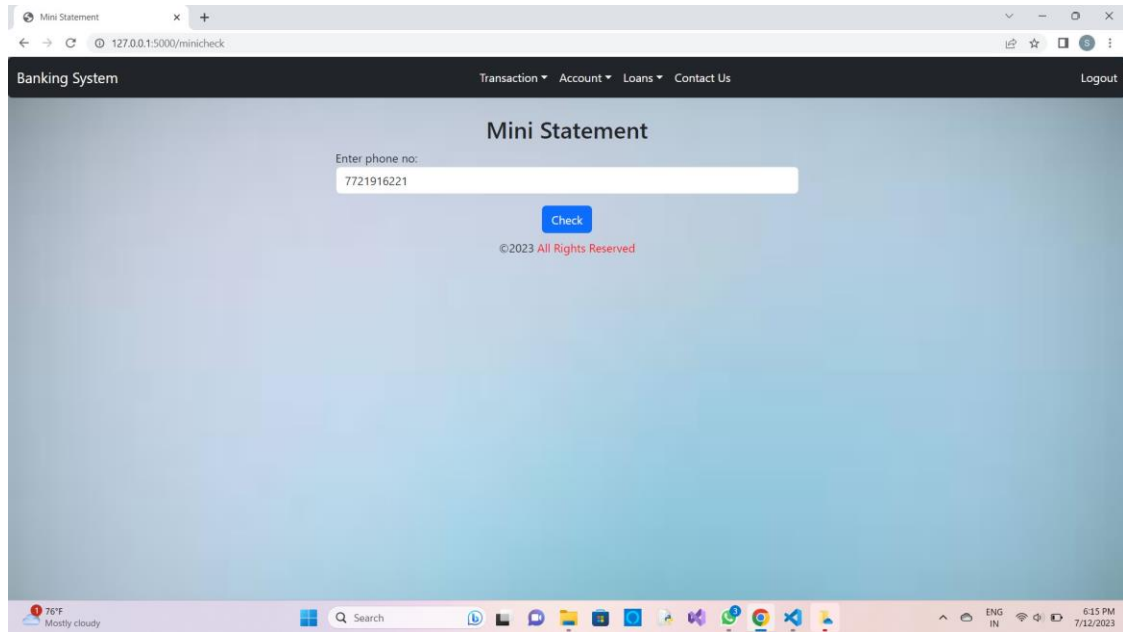 Mini Statement
127.0.0.1:5000/minicheck
S
Banking System Transaction Account Loans Contact Us Logout
Mini Statement
Enter phone no:
7721916221
Check
©2023 All Rights Reserved
1 76°F
Mostly cloudy
Search
b
3
ENG
IN
6:15 PM
7/12/2023